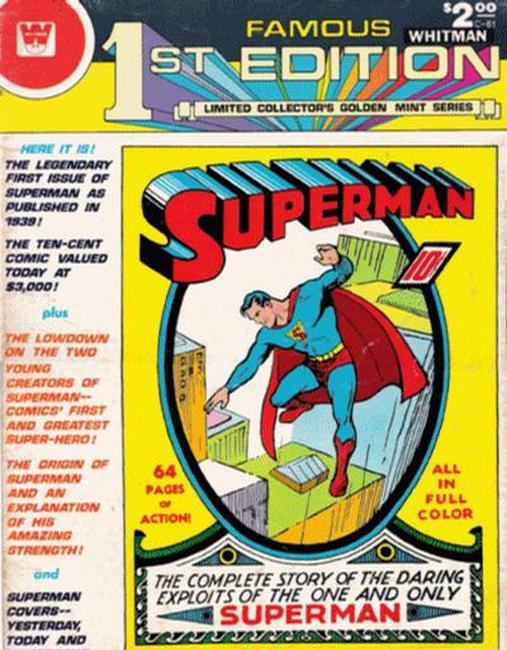 FAMOUS
1ST EDITION
$2.00
C-61
WHITMAN
LIMITED COLLECTOR'S GOLDEN MINT SERIES
HERE IT IS!
THE LEGENDARY
FIRST ISSUE OF
SUPERMAN AS
PUBLISHED IN
1939!
THE TEN-CENT
COMIC VALUED
TODAY AT
$3,000!
plus
THE LOWDOWN
ON THE TWO
YOUNG
CREATORS OF
SUPERMAN--
COMICS' FIRST
AND GREATEST
SUPER-HERO!
THE ORIGIN OF
SUPERMAN
AND AN
EXPLANATION
OF HIS
AMAZING
STRENGTH!
and
SUPERMAN
COVERS--
YESTERDAY,
TODAY AND
SUPERMAN
10¢
S
64
PAGES
OF
ACTION!
ALL
IN
FULL
COLOR
THE COMPLETE STORY OF THE DARING
EXPLOITS OF THE ONE AND ONLY
SUPERMAN